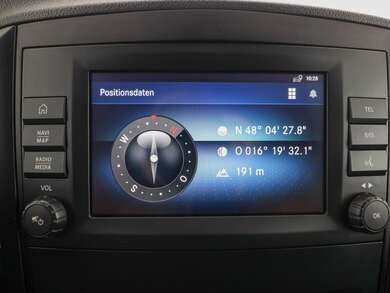 10:28
Positionsdaten
N
W
O
S
N 48° 04' 27.8"
O 016° 19' 32.1"
191 m
NAVI
MAP
RADIO
MEDIA
VOL
TEL
SYS
OK